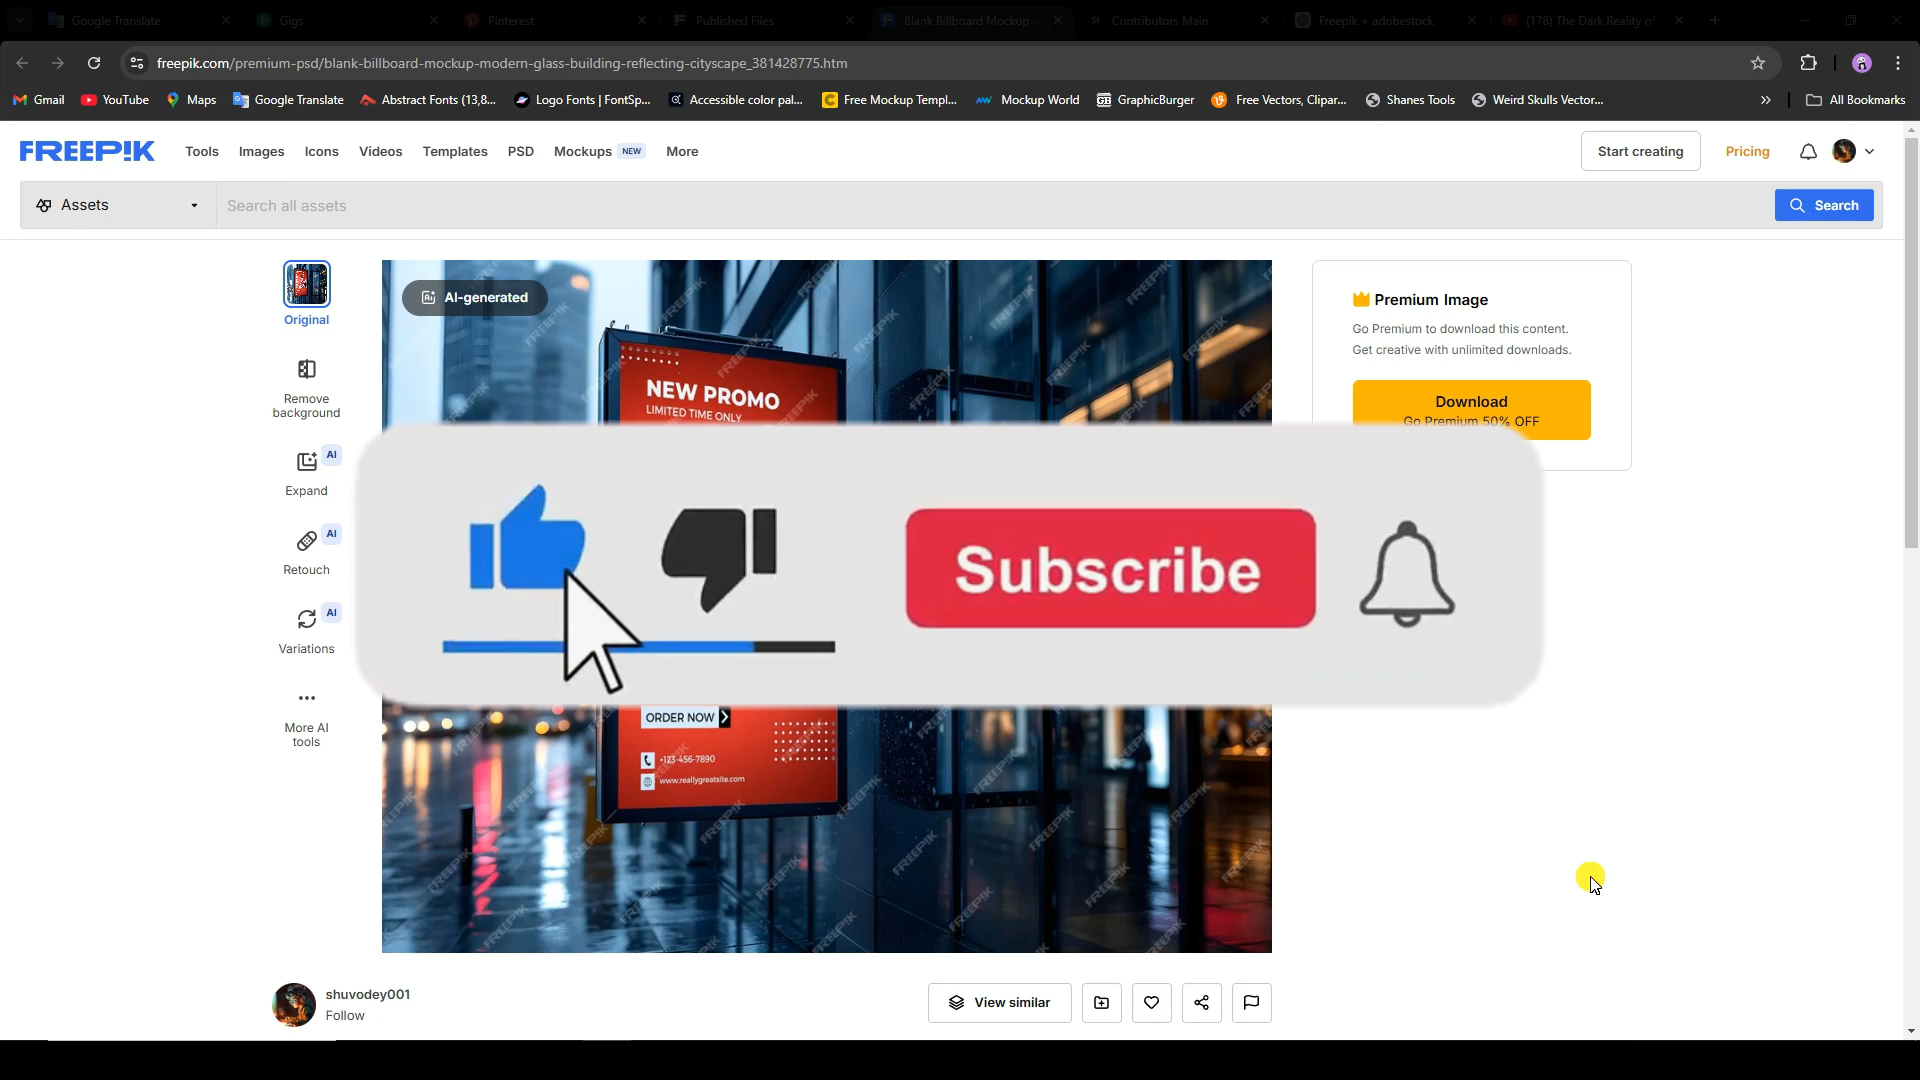 Google Translate
Gigs
Pinterest
Published Files
Blank Billboard Mockup o
Contributors Main
Freepik + adobestock
(178) The Dark Reality of
freepik.com/premium-psd/blank-billboard-mockup-modern-glass-building-reflecting-cityscape_381428775.htm
Gmail
YouTube
Maps
Google Translate
Abstract Fonts (13,8...
Logo Fonts | FontSp...
Accessible color pal...
Free Mockup Templ...
Mockup World
GraphicBurger
Free Vectors, Clipar...
Shanes Tools
Weird Skulls Vector...
All Bookmarks
FREEPIK
Tools
Images
Icons
Videos
Templates
PSD
Mockups NEW
More
Start creating
Pricing
Assets
Search all assets
Search
Original
Remove
background
AI
Expand
AI
Retouch
AI
Variations
More AI
tools
AI-generated
NEW PROMO
LIMITED TIME ONLY
ORDER NOW
+123-456-7890
www.reallygreatsite.com
Premium Image
Go Premium to download this content.
Get creative with unlimited downloads.
Download
Go Premium 50% OFF
Subscribe
shuvodey001
Follow
View similar